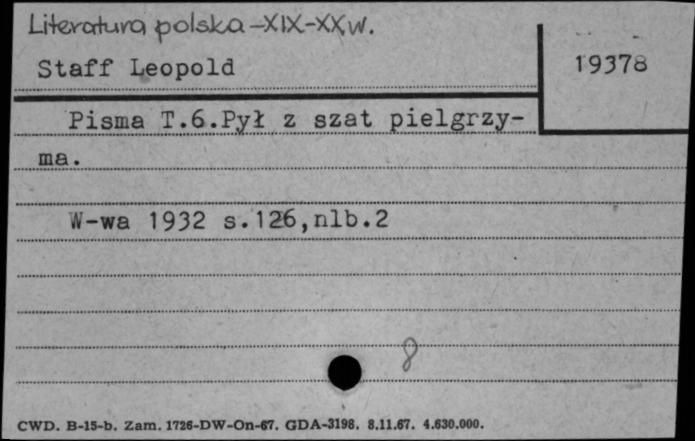 Literatura polska-XIX-XXw.
Staff Leopold
19378
Pisma T.6.Pył z szat pielgrzy-
ma.
W-wa 1932 s.126,nlb.2
8
CWD. B-15-b. Zam. 1726-DW-On-67. GDA-3198. 8.11.67. 4.630.000.